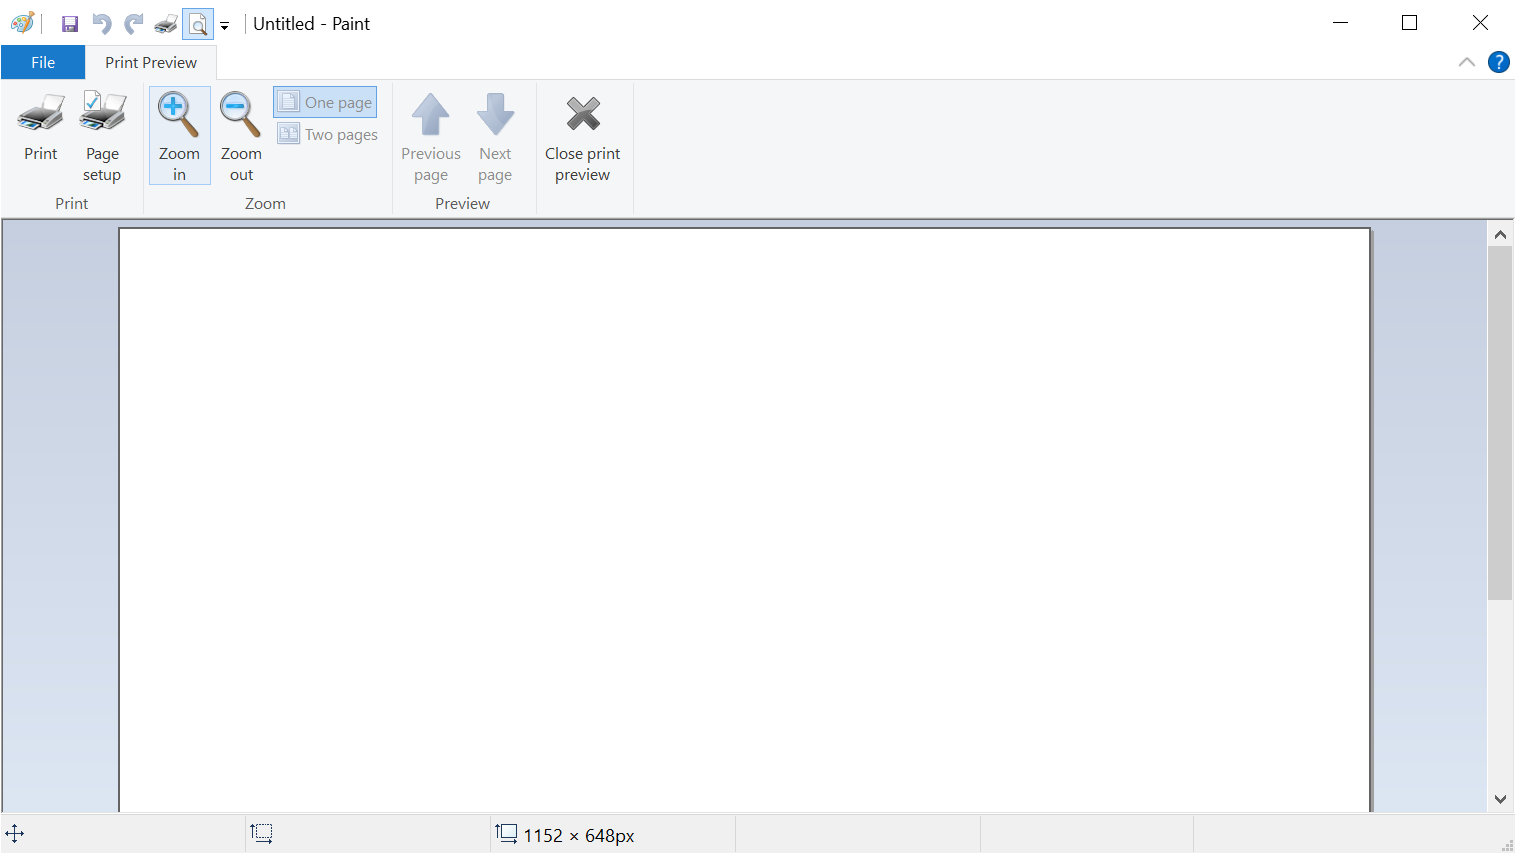 Untitled - Paint
File
Print Preview
?
Print
Page
setup
Print
Zoom
in
Zoom
out
One page
Two pages
Zoom
Previous
page
Next
page
Preview
Close print
preview
1152 × 648px